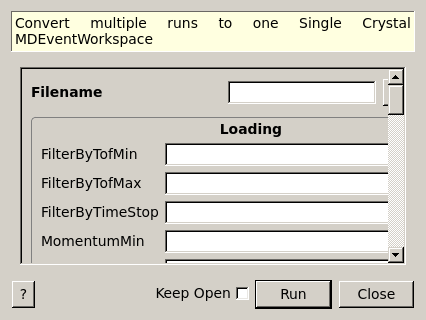 Convert multiple runs to one Single Crystal
MDEventWorkspace
Filename
Loading
FilterByTofMin
FilterByTofMax
FilterByTimeStop
MomentumMin
? Keep Open Run Close